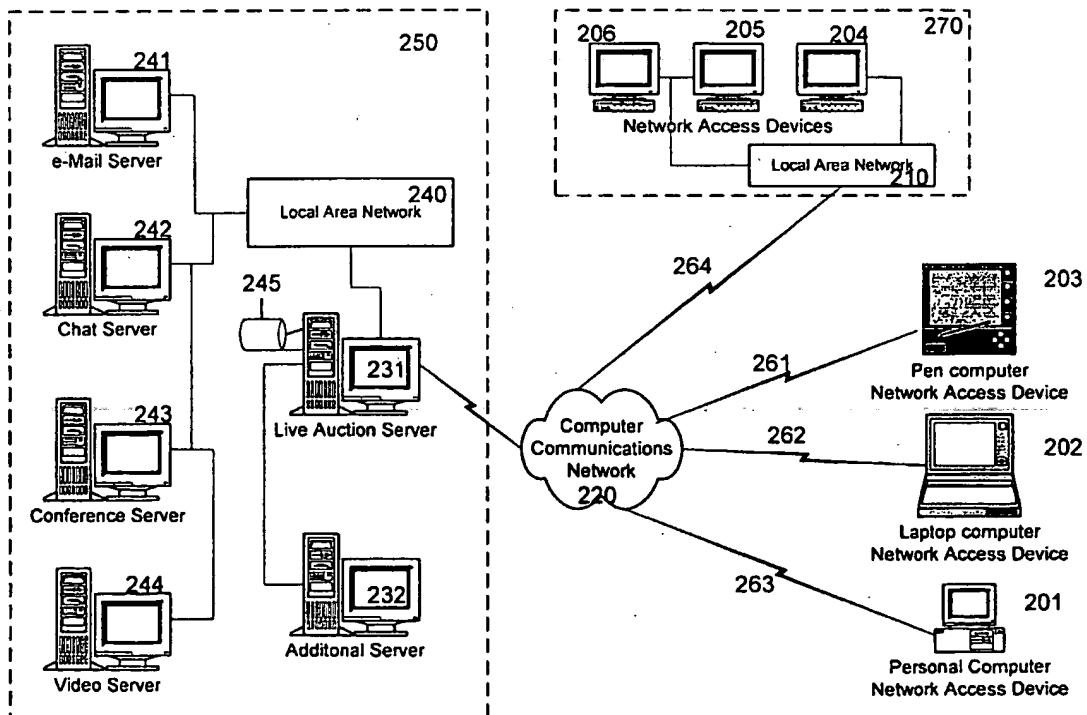 250
241
e-Mail Server
242
Chat Server
243
Conference Server
244
Video Server
240
Local Area Network
245
231
Live Auction Server
232
Additonal Server
270
206
205
204
Network Access Devices
Local Area Network
210
264
261
262
263
Computer
Communications
Network
220
203
Pen computer
Network Access Device
202
Laptop computer
Network Access Device
201
Personal Computer
Network Access Device